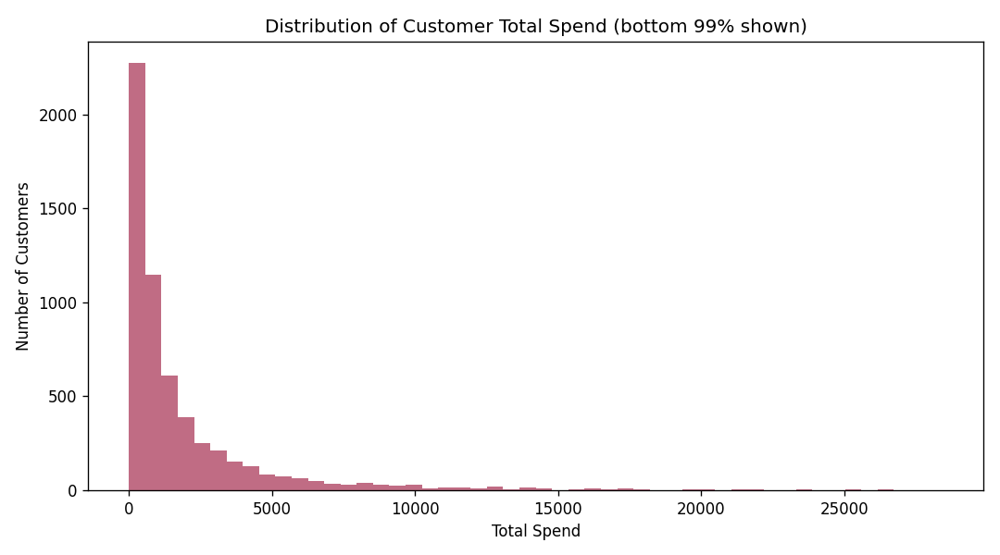 Distribution of Customer Total Spend (bottom 99% shown)
Number of Customers
2000
1500
1000
500
0
0 5000 10000 15000 20000 25000
Total Spend